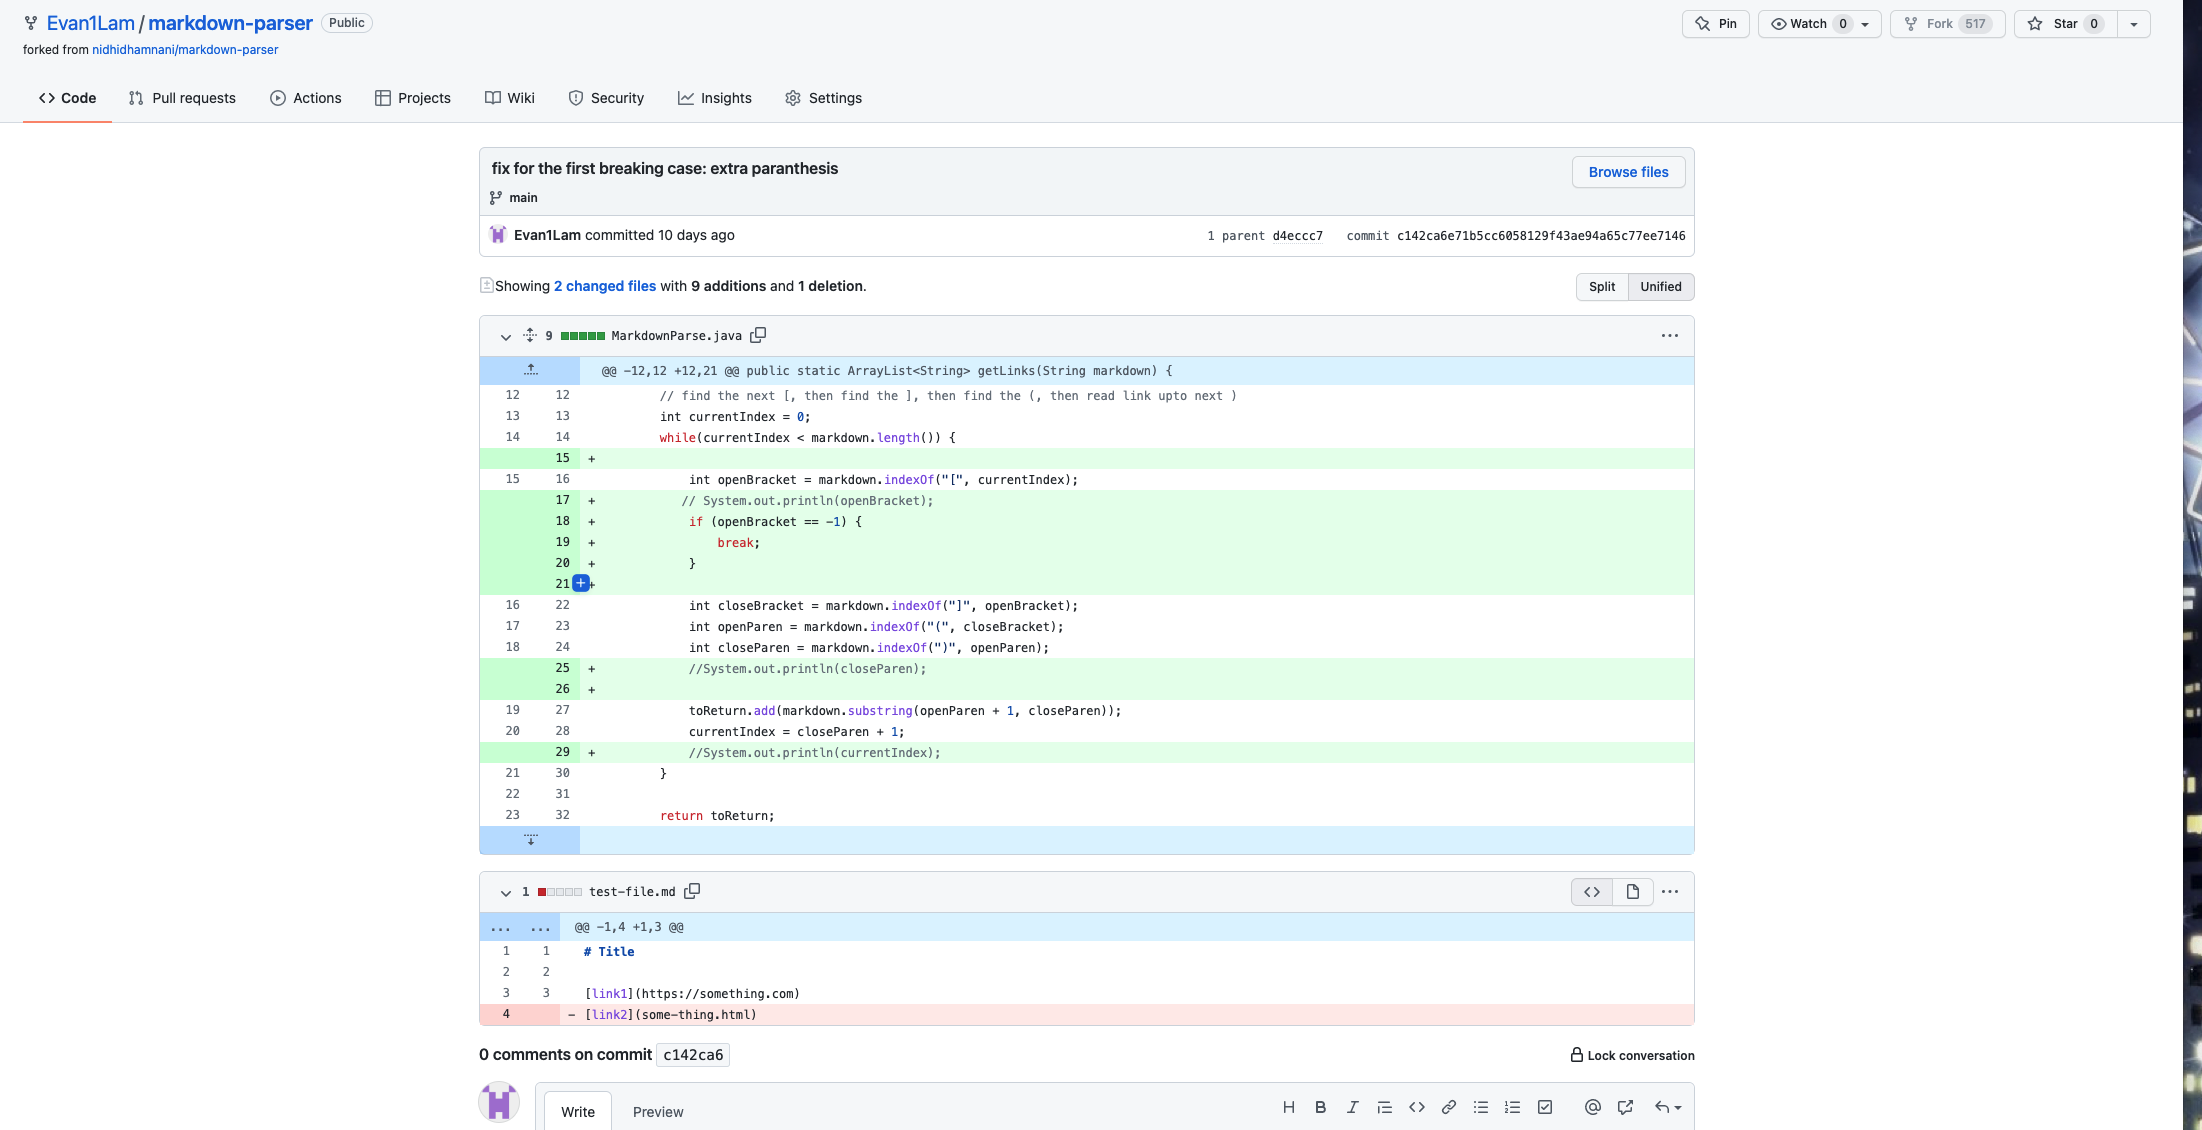 Evan1Lam / markdown-parser Public
Pin Watch 0 Fork 517 Star 0
forked from nidhidhamnani/markdown-parser
Code Pull requests Actions Projects Wiki Security Insights Settings
fix for the first breaking case: extra paranthesis
Browse files
main
Evan1Lam committed 10 days ago 1 parent d4eccc7 commit c142ca6e71b5cc6058129f43ae94a65c77ee7146
Showing 2 changed files with 9 additions and 1 deletion. Split Unified
9 MarkdownParse.java
@@ -12,12 +12,21 @@ public static ArrayList<String> getLinks(String markdown) {
12 12 // find the next [, then find the ], then find the (, then read link upto next )
13 13 int currentIndex = 0;
14 14 while(currentIndex < markdown.length()) {
15 +
15 16 int openBracket = markdown.indexOf("[", currentIndex);
17 + // System.out.println(openBracket);
18 + if (openBracket == -1) {
19 + break;
20 + }
21 +
16 22 int closeBracket = markdown.indexOf("]", openBracket);
17 23 int openParen = markdown.indexOf("(", closeBracket);
18 24 int closeParen = markdown.indexOf(")", openParen);
25 + //System.out.println(closeParen);
26 +
19 27 toReturn.add(markdown.substring(openParen + 1, closeParen));
20 28 currentIndex = closeParen + 1;
29 + //System.out.println(currentIndex);
21 30 }
22 31
23 32 return toReturn;
1 test-file.md
... ... @@ -1,4 +1,3 @@
1 1 # Title
2 2
3 3 [link1](https://something.com)
4 - [link2](some-thing.html)
0 comments on commit c142ca6 Lock conversation
Write Preview